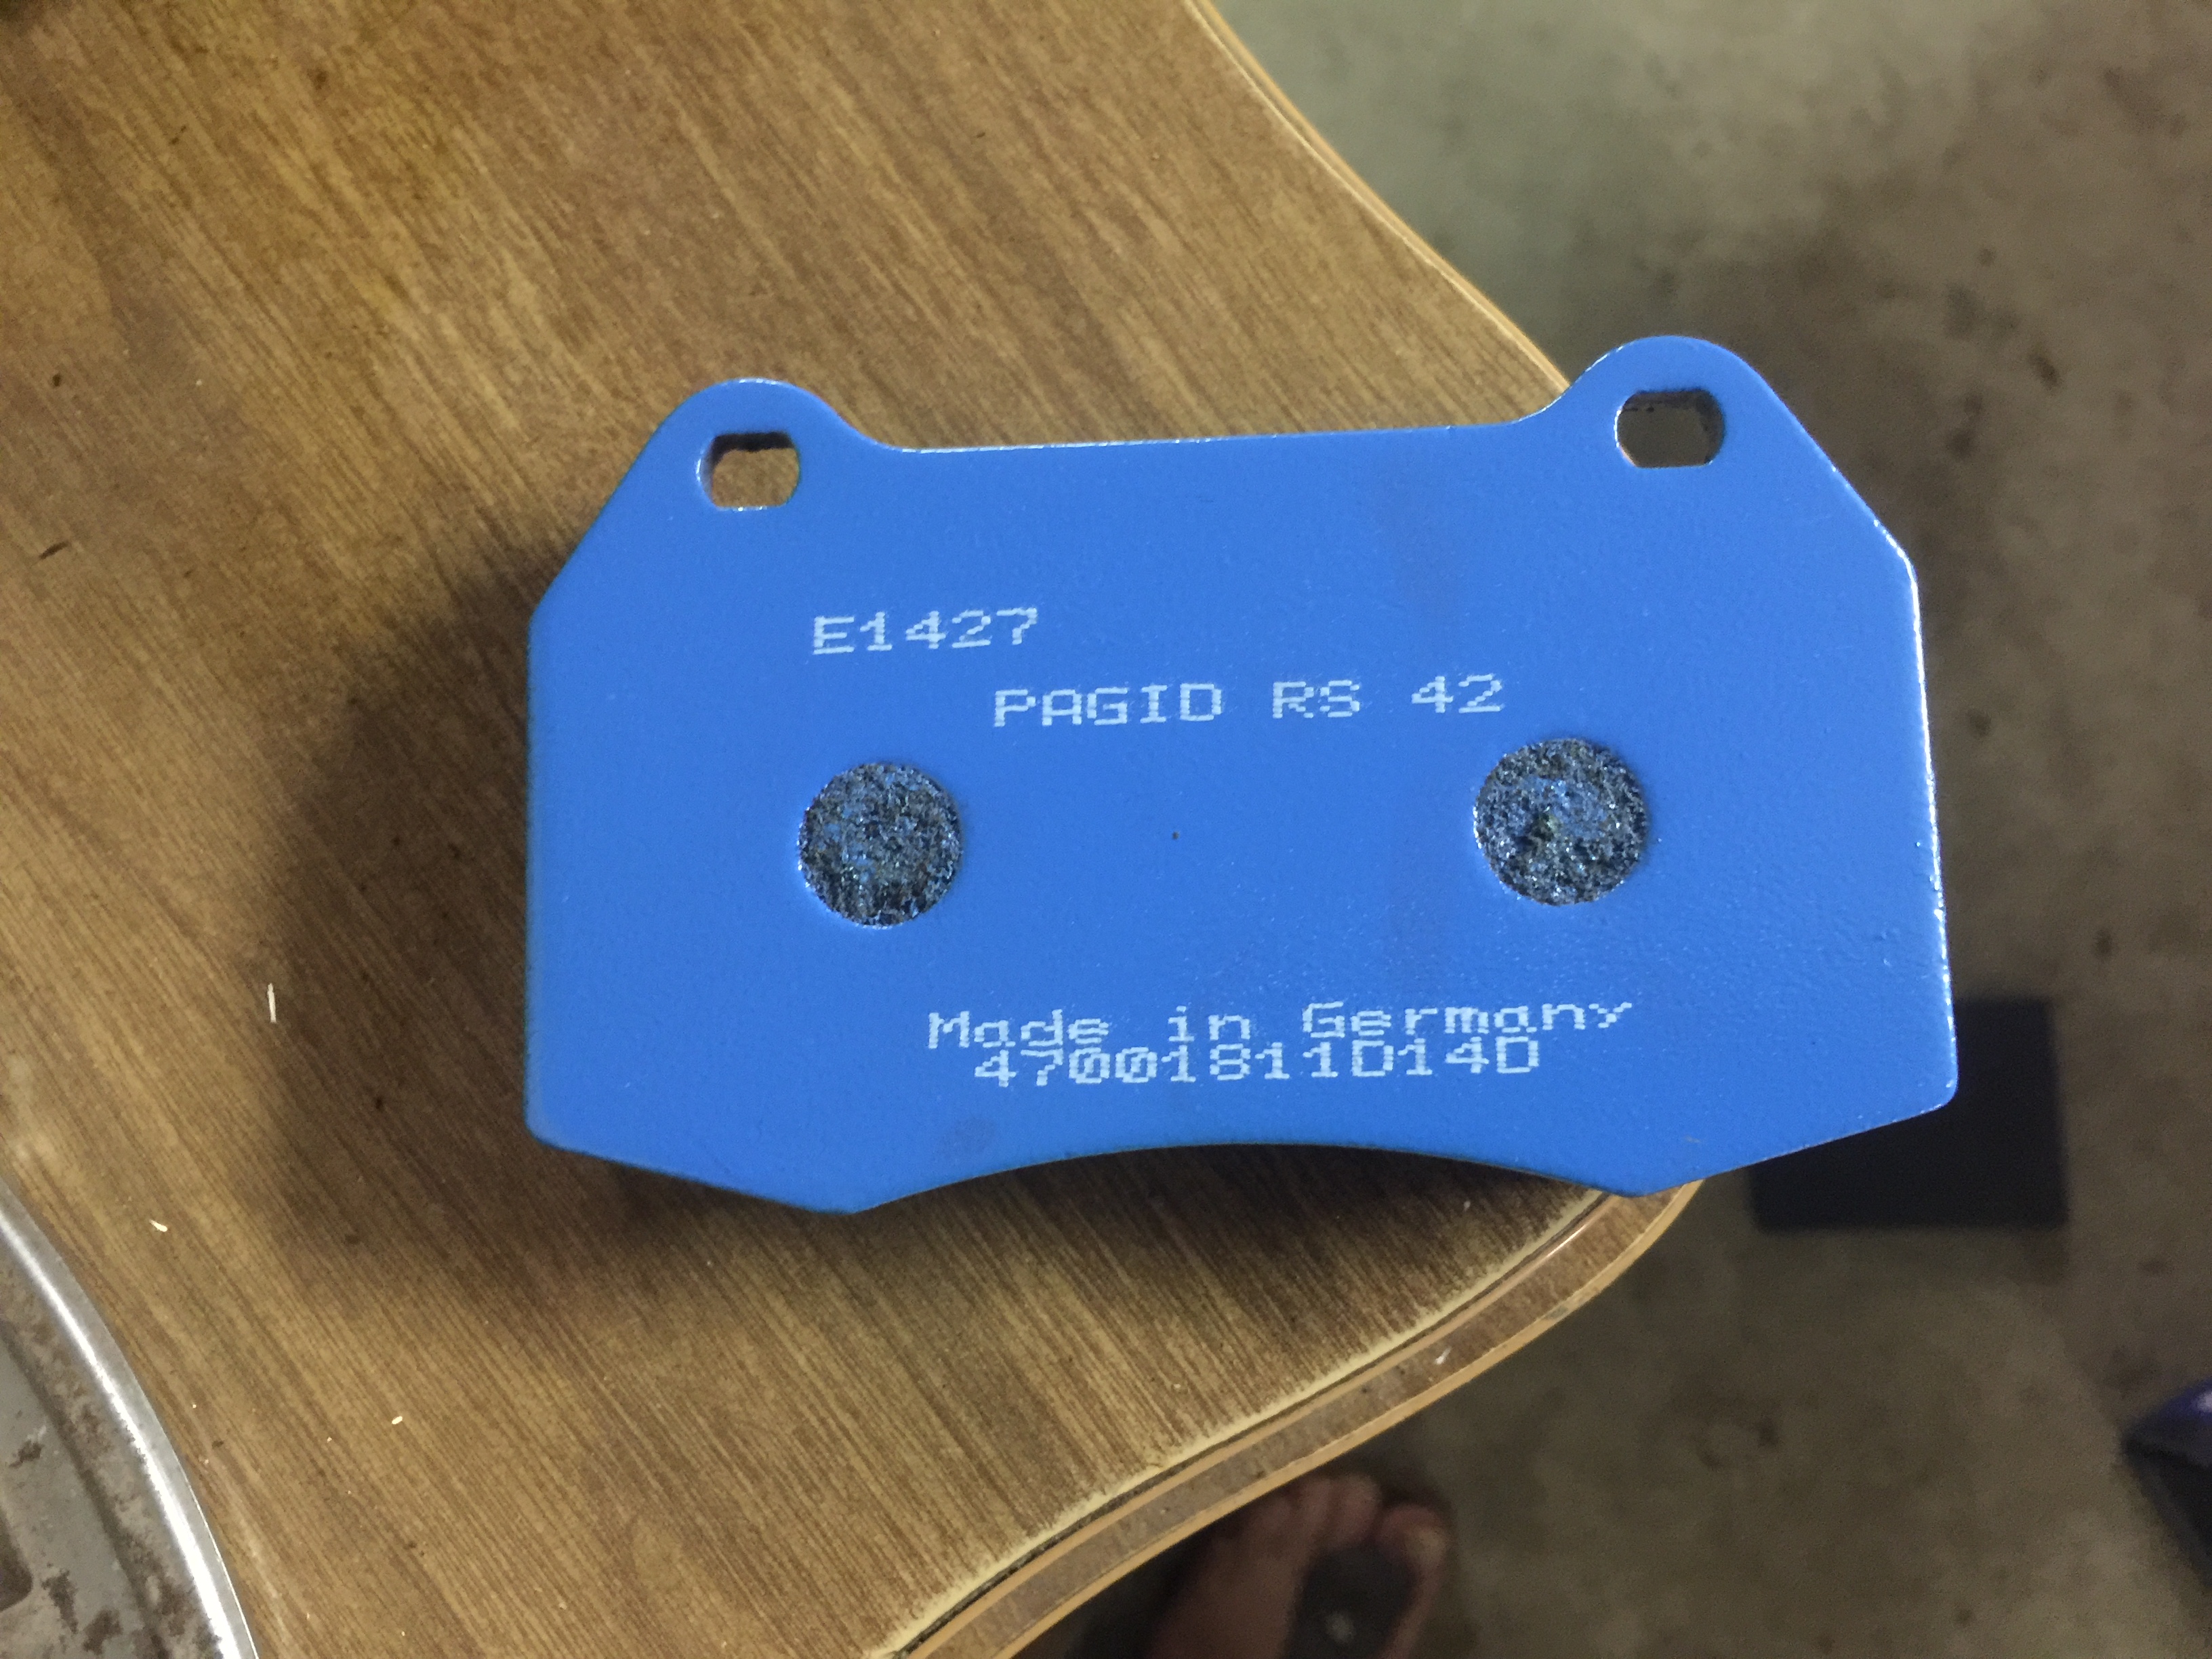 E1427
PAGID RS 42
Made in Germany
47001811D14D